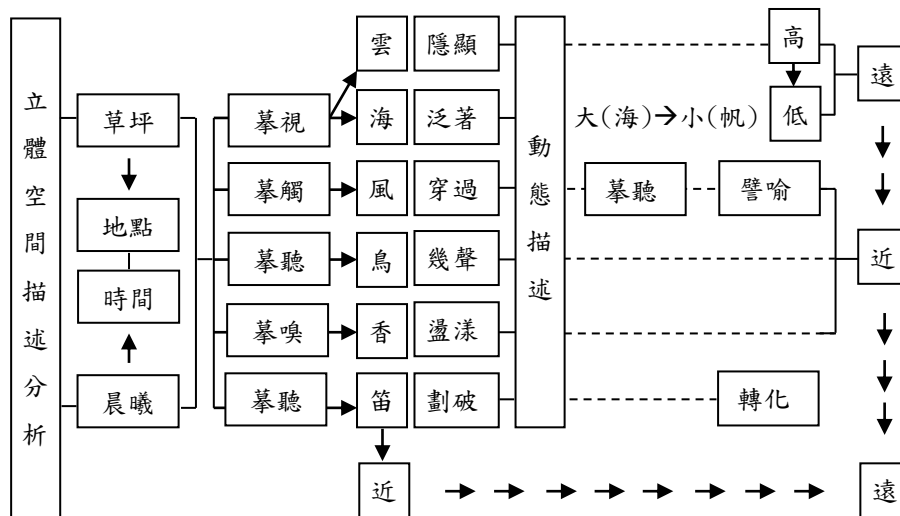 立體空間描述分析
草坪
地點
時間
晨曦
摹視
摹觸
摹聽
摹嗅
摹聽
雲 隱顯
海 泛著
風 穿過
鳥 幾聲
香 盪漾
笛 劃破
近
動態描述
高
大(海)→小(帆)
低
遠
摹聽
譬喻
近
轉化
遠